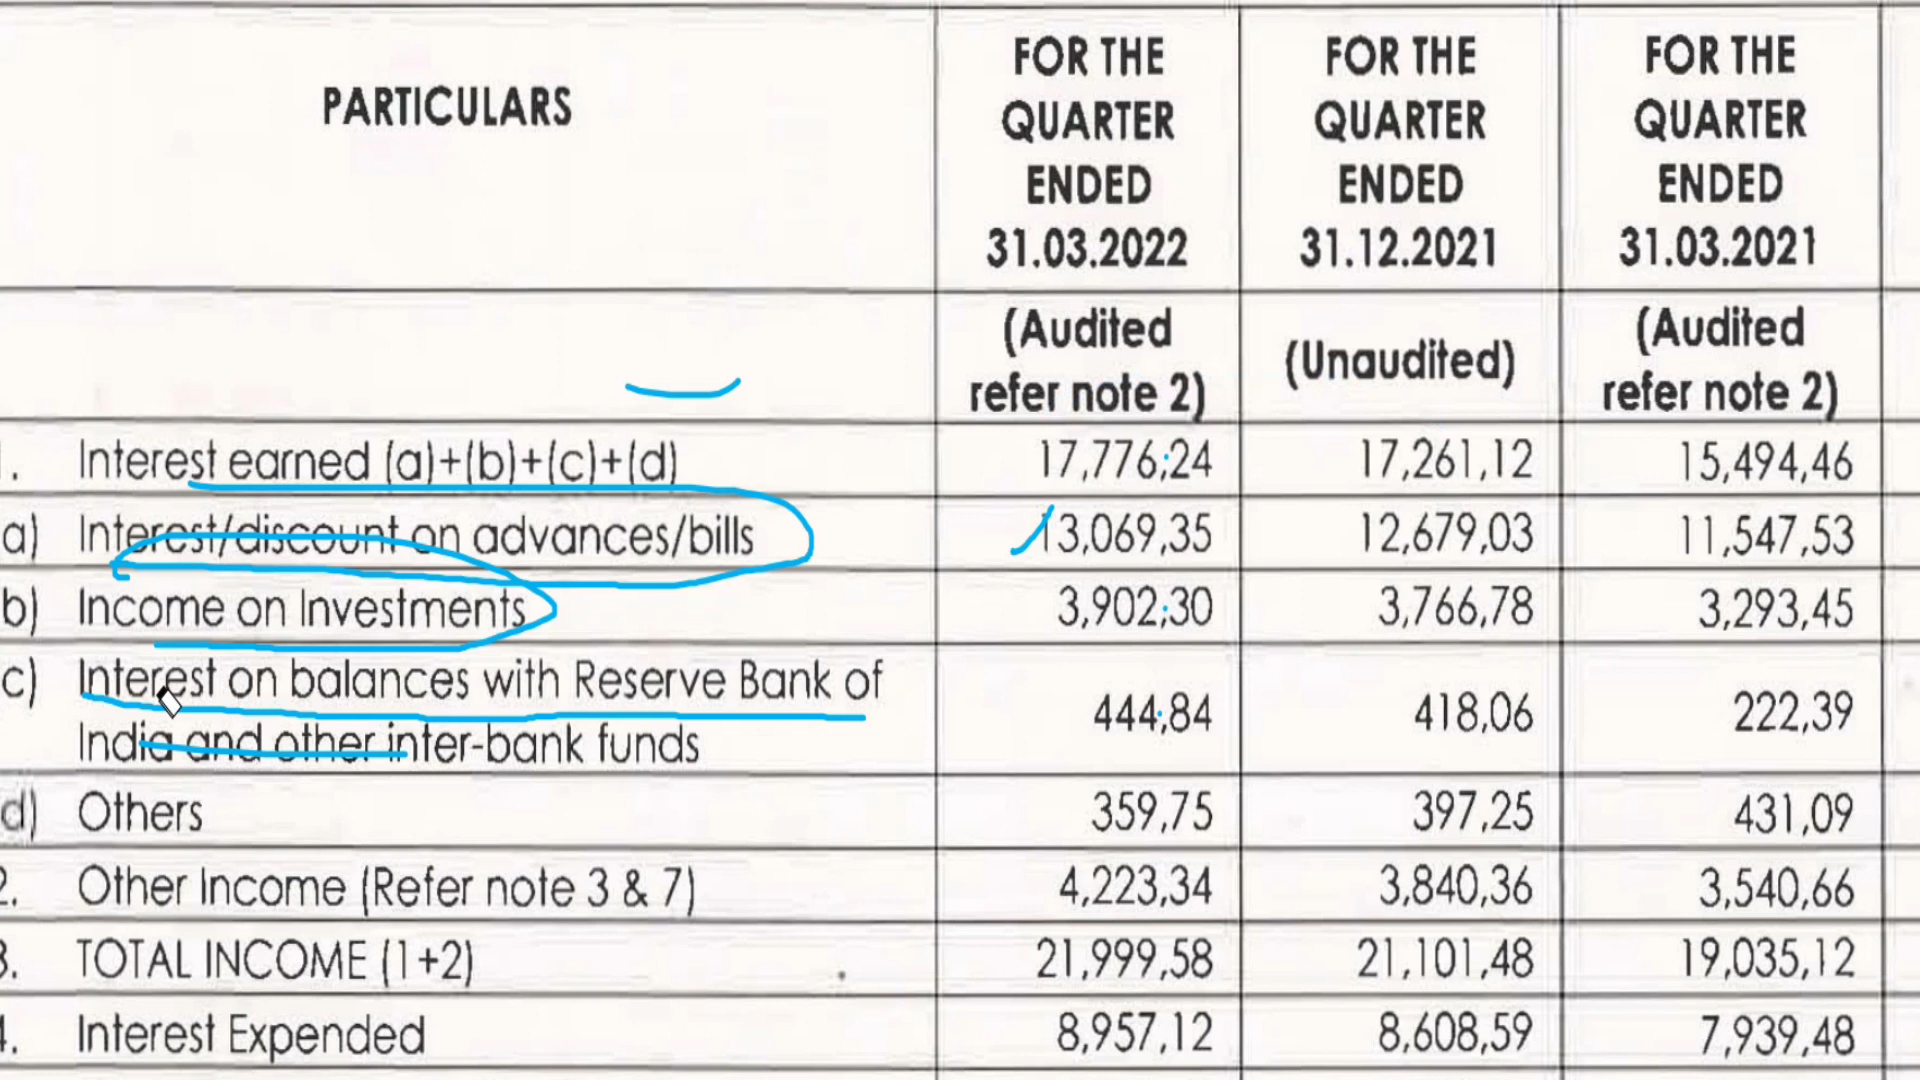 PARTICULARS
FOR THE QUARTER ENDED 31.03.2022
FOR THE QUARTER ENDED 31.12.2021
FOR THE QUARTER ENDED 31.03.2021
(Audited refer note 2)
(Unaudited)
(Audited refer note 2)
1. Interest earned (a)+(b)+(c)+(d) 17,776,24 17,261,12 15,494,46
a) Interest/discount on advances/bills 13,069,35 12,679,03 11,547,53
b) Income on Investments 3,902,30 3,766,78 3,293,45
c) Interest on balances with Reserve Bank of
India and other inter-bank funds 444,84 418,06 222,39
d) Others 359,75 397,25 431,09
2. Other Income (Refer note 3 & 7) 4,223,34 3,840,36 3,540,66
3. TOTAL INCOME (1+2) 21,999,58 21,101,48 19,035,12
4. Interest Expended 8,957,12 8,608,59 7,939,48